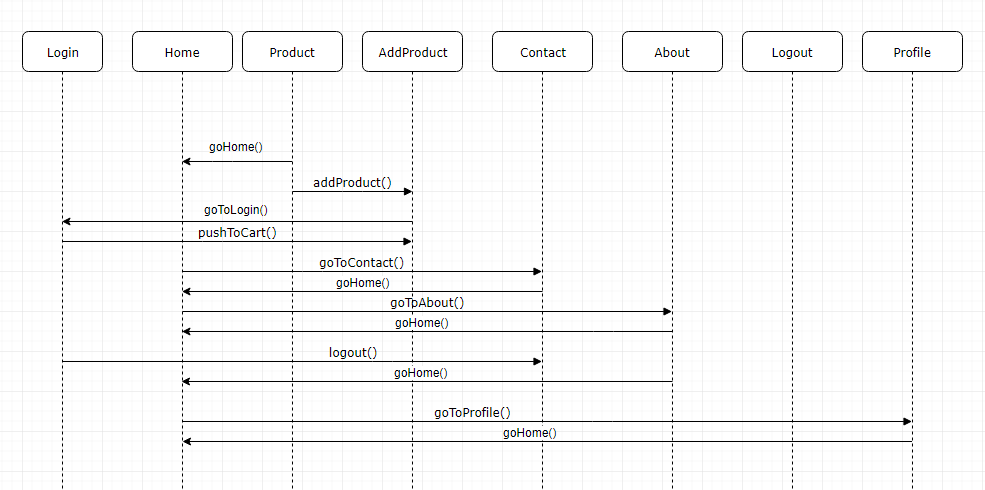 Login
Home
Product
AddProduct
Contact
About
Logout
Profile
goHome()
addProduct()
goToLogin()
pushToCart()
goToContact()
goHome()
goToAbout()
goHome()
logout()
goHome()
goToProfile()
goHome()